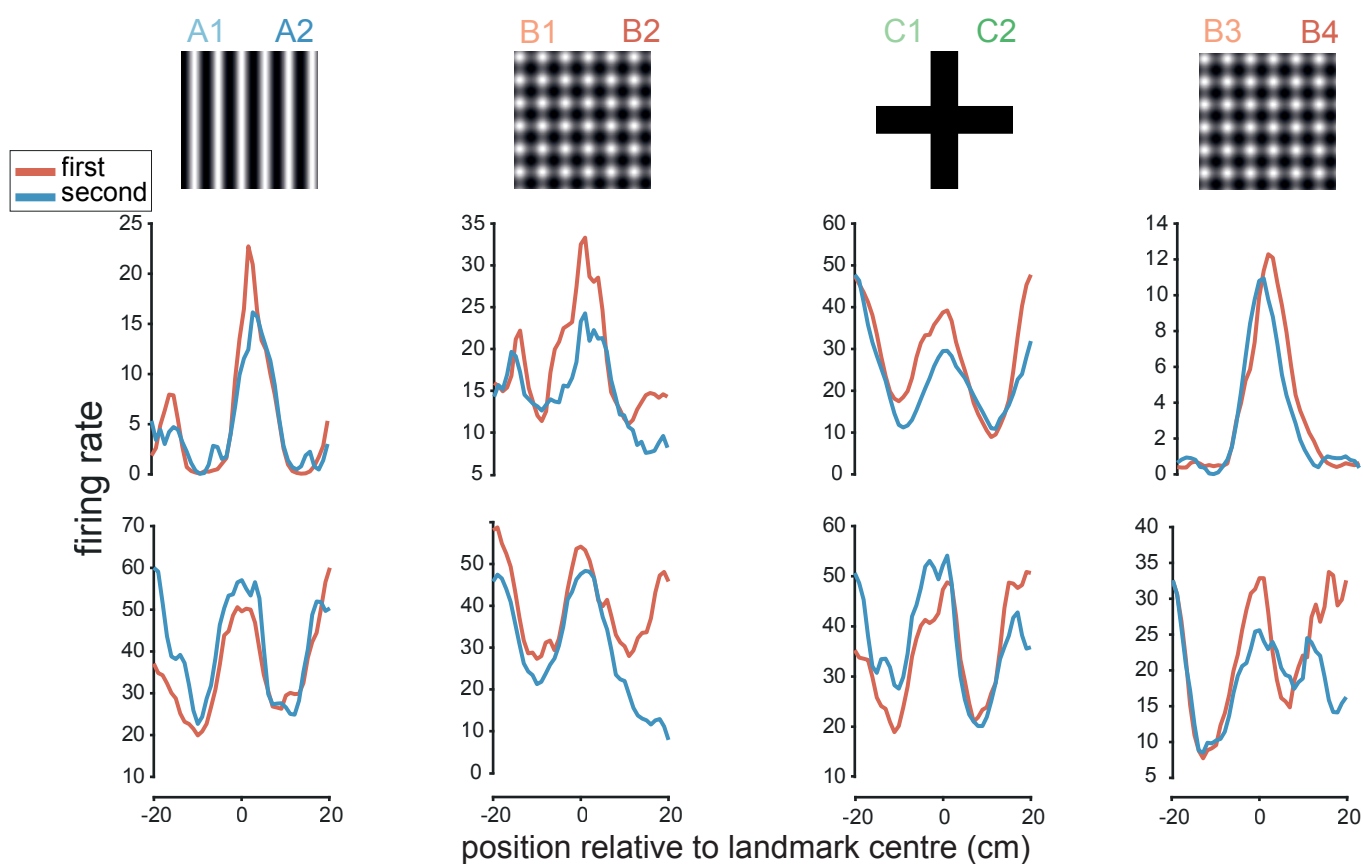 A1 A2 B1 B2 C1 C2 B3 B4
first
second
25 35 60 14
20 30 50 12
15 25 40 10
10 20 30 8
5 15 20 6
0 10 10 4
5 0 2
0
firing rate
70 50 60 40
60 40 50 35
50 30 40 30
40 20 30 25
30 10 20 20
20 0 10 15
10 10
5
-20 0 20 -20 0 20 -20 0 20 -20 0 20
position relative to landmark centre (cm)